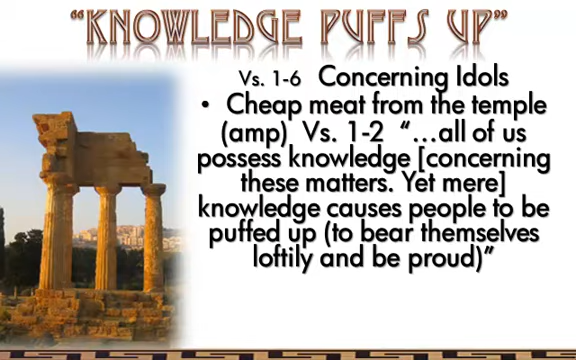 “KNOWLEDGE PUFFS UP”
Vs. 1-6 Concerning Idols
• Cheap meat from the temple
(amp) Vs. 1-2 “...all of us
possess knowledge [concerning
these matters. Yet mere]
knowledge causes people to be
puffed up (to bear themselves
loftily and be proud)”